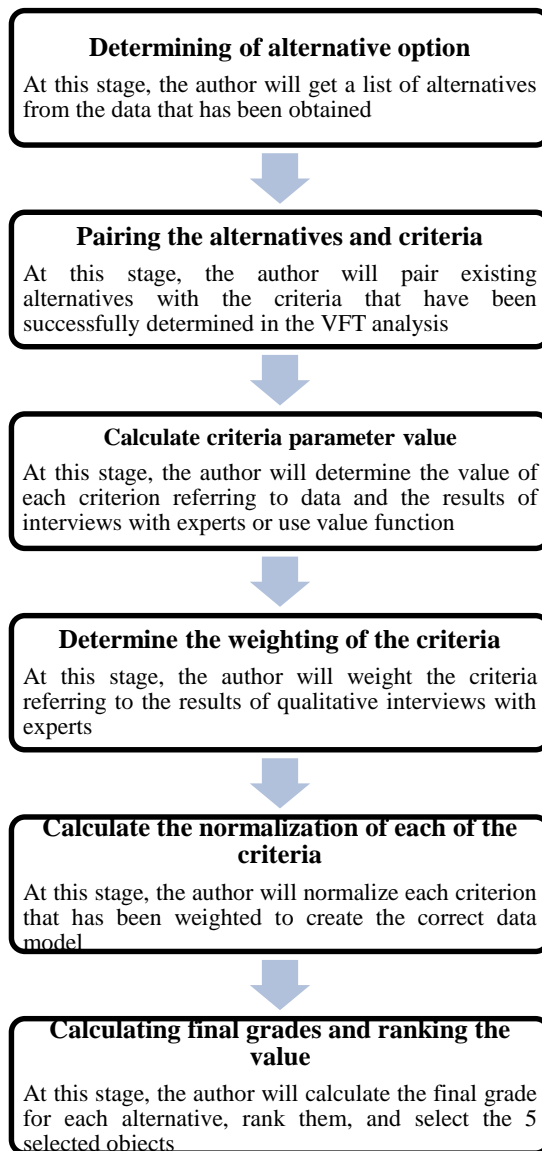 Determining of alternative option
At this stage, the author will get a list of alternatives
from the data that has been obtained
Pairing the alternatives and criteria
At this stage, the author will pair existing
alternatives with the criteria that have been
successfully determined in the VFT analysis
Calculate criteria parameter value
At this stage, the author will determine the value of
each criterion referring to data and the results of
interviews with experts or use value function
Determine the weighting of the criteria
At this stage, the author will weight the criteria
referring to the results of qualitative interviews with
experts
Calculate the normalization of each of the
criteria
At this stage, the author will normalize each criterion
that has been weighted to create the correct data
model
Calculating final grades and ranking the
value
At this stage, the author will calculate the final grade
for each alternative, rank them, and select the 5
selected objects